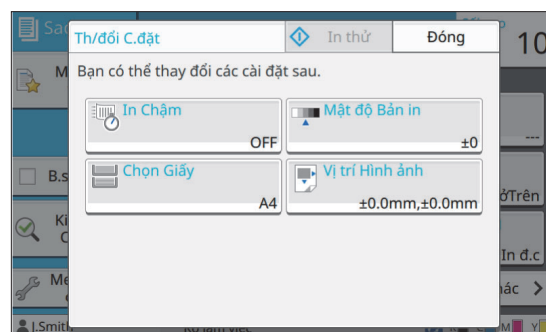 Th/đổi C.đặt
In thử
Đóng
10
Bạn có thể thay đổi các cài đặt sau.
In Chậm
OFF
Mật độ Bản in
±0
Chọn Giấy
A4
Vị trí Hình ảnh
±0.0mm,±0.0mm
---
B.s
ởTrên
Ki
In đ.c
Me
J.Smith